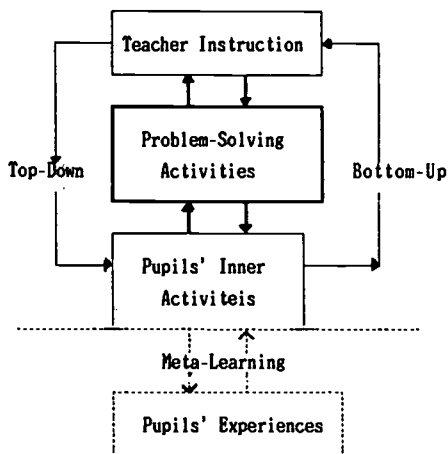 Teacher Instruction
Problem-Solving
Activities
Top-Down
Bottom-Up
Pupils' Inner
Activiteis
Meta-Learning
Pupils' Experiences